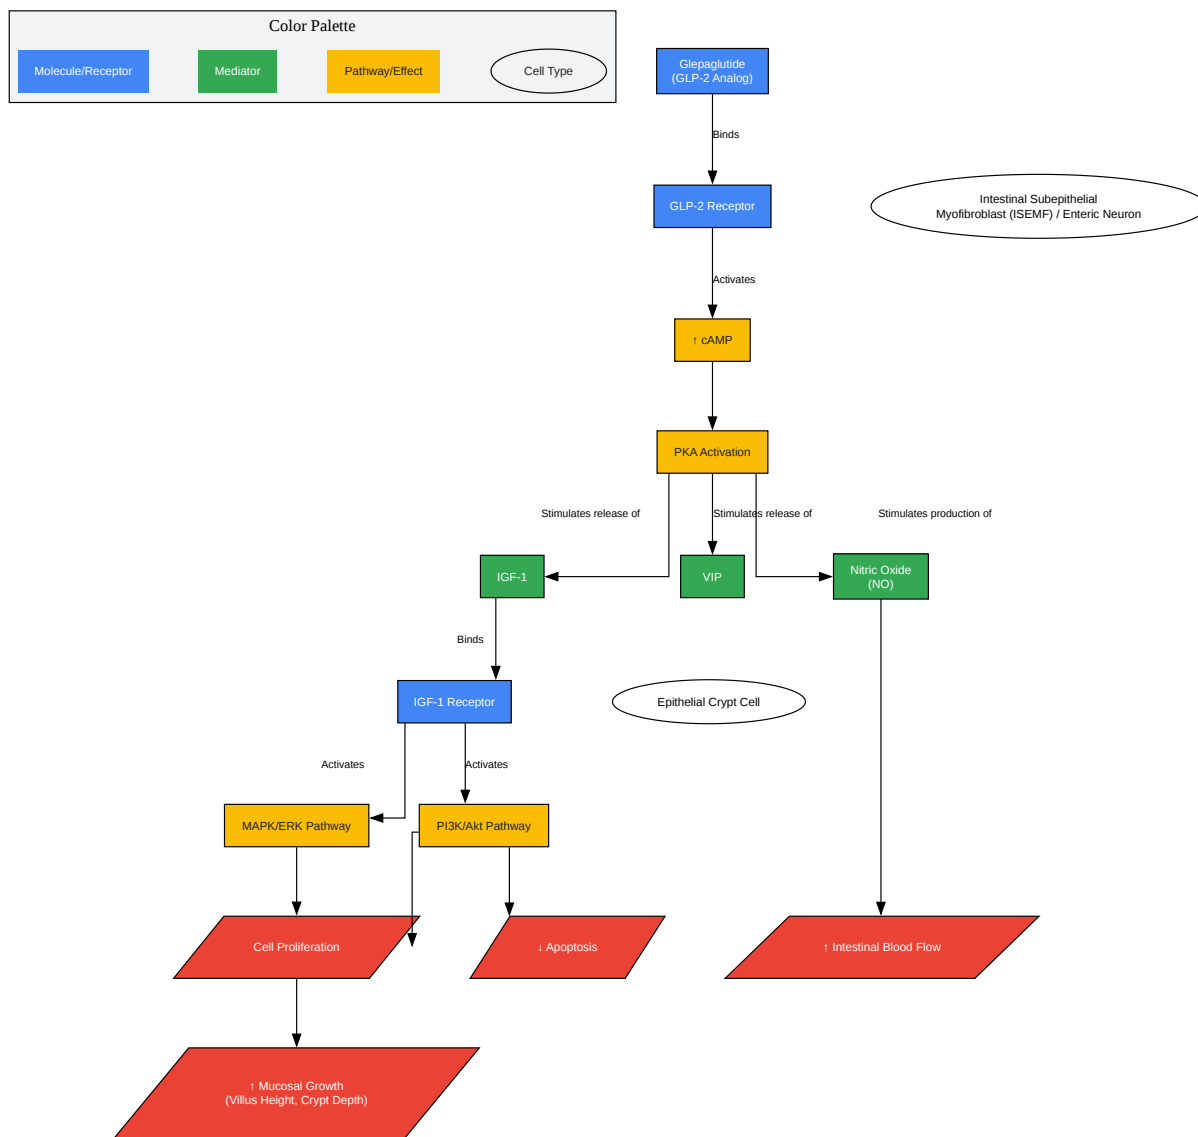 Color Palette
Molecule/Receptor
Mediator
Pathway/Effect
Cell Type
Glepaglutide
(GLP-2 Analog)
Binds
GLP-2 Receptor
Intestinal Subepithelial
Myofibroblast (ISEMF) / Enteric Neuron
Activates
↑ cAMP
PKA Activation
Stimulates release of
Stimulates release of
Stimulates production of
IGF-1
VIP
Nitric Oxide
(NO)
Binds
IGF-1 Receptor
Epithelial Crypt Cell
Activates
Activates
MAPK/ERK Pathway
PI3K/Akt Pathway
Cell Proliferation
↓ Apoptosis
↑ Intestinal Blood Flow
↑ Mucosal Growth
(Villus Height, Crypt Depth)